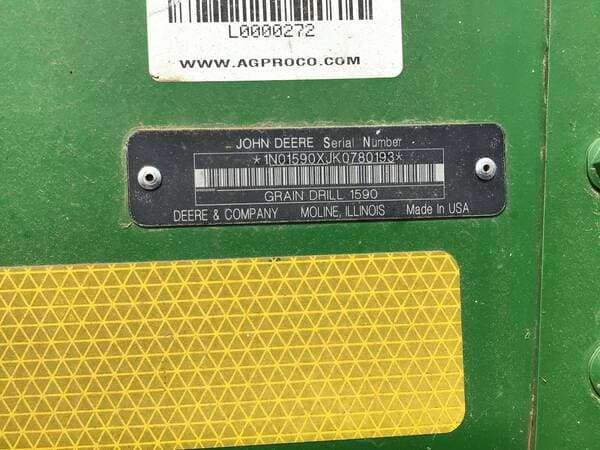 L0000272
WWW.AGPROCO.COM
JOHN DEERE Serial Number
*1N01590XJK0780193*
GRAIN DRILL 1590
DEERE & COMPANY MOLINE, ILLINOIS Made In USA